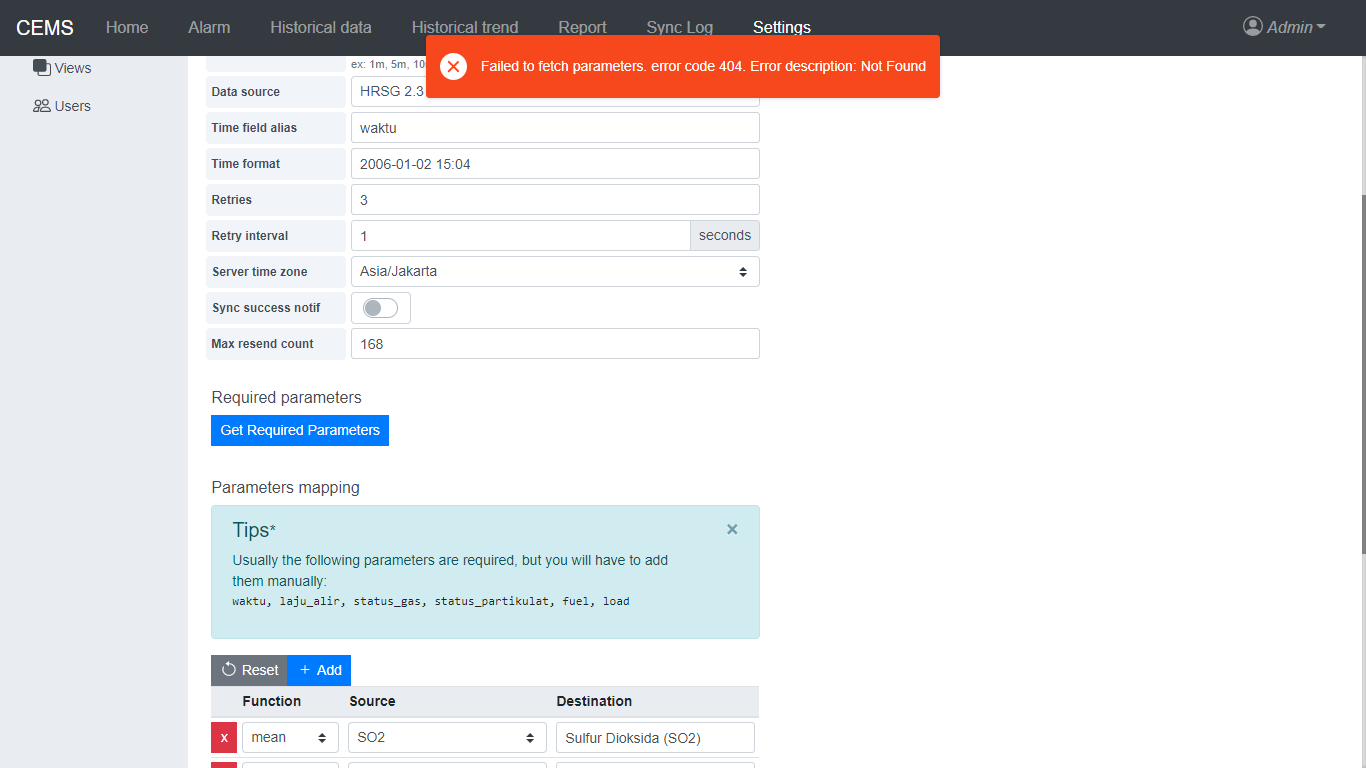 CEMS Home Alarm Historical data Historical trend Report Sync Log Settings Admin
Failed to fetch parameters. error code 404. Error description: Not Found
Views
ex: 1m, 5m,
Users
Data source HRSG 2.3
Time field alias waktu
Time format 2006-01-02 15:04
Retries 3
Retry interval 1 seconds
Server time zone Asia/Jakarta
Sync success notif
Max resend count 168
Required parameters
Get Required Parameters
Parameters mapping
Tips*
×
Usually the following parameters are required, but you will have to add
them manually:
waktu, laju_alir, status_gas, status_partikulat, fuel, load
Reset + Add
Function Source Destination
x mean SO2 Sulfur Dioksida (SO2)